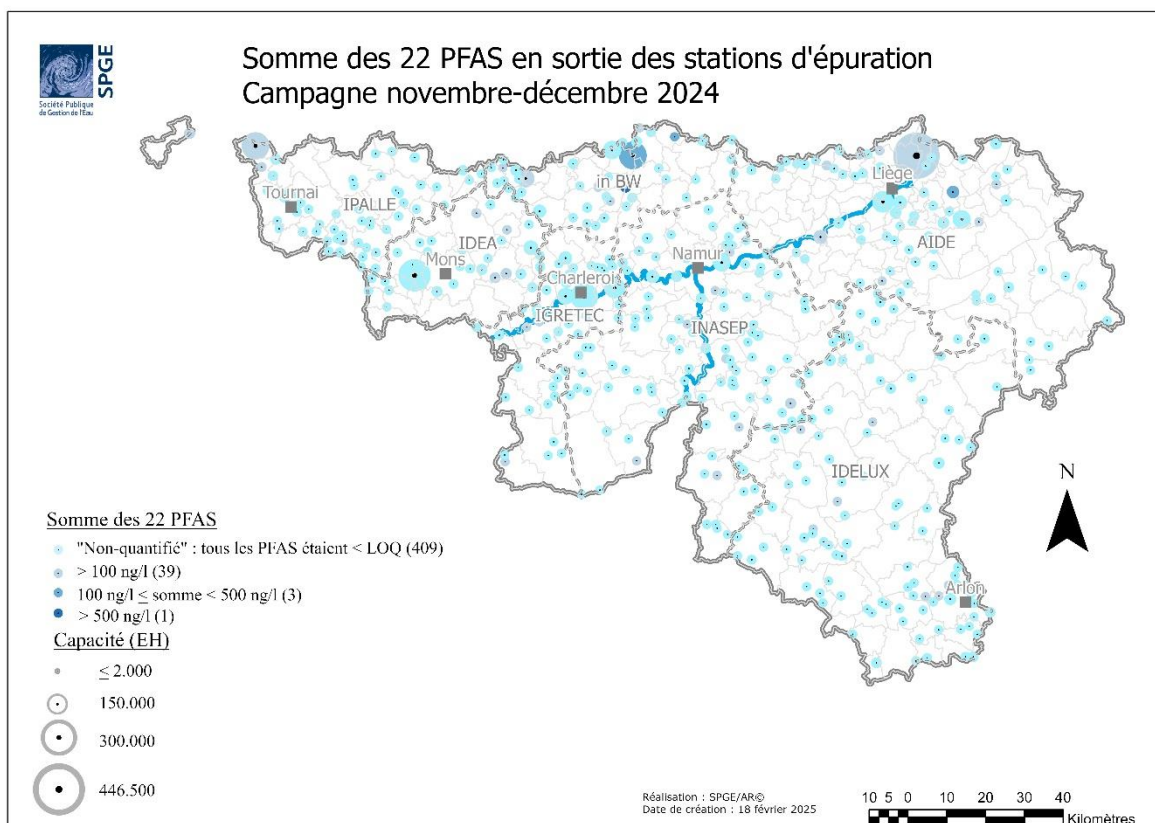 SPGE
Société Publique
de Gestion de l'Eau
Somme des 22 PFAS en sortie des stations d'épuration
Campagne novembre-décembre 2024
Tournai
IPALLE
IDEA
Mons
in BW
Charleroi
IGRETEC
Namur
INASEP
Liège
AIDE
IDELUX
Arlon
N
Somme des 22 PFAS
"Non-quantifié" : tous les PFAS étaient < LOQ (409)
> 100 ng/l (39)
100 ng/l ≤ somme < 500 ng/l (3)
> 500 ng/l (1)
Capacité (EH)
≤ 2.000
150.000
300.000
446.500
Réalisation : SPGE/AR©
Date de création : 18 février 2025
10 5 0 10 20 30 40
Kilomètres